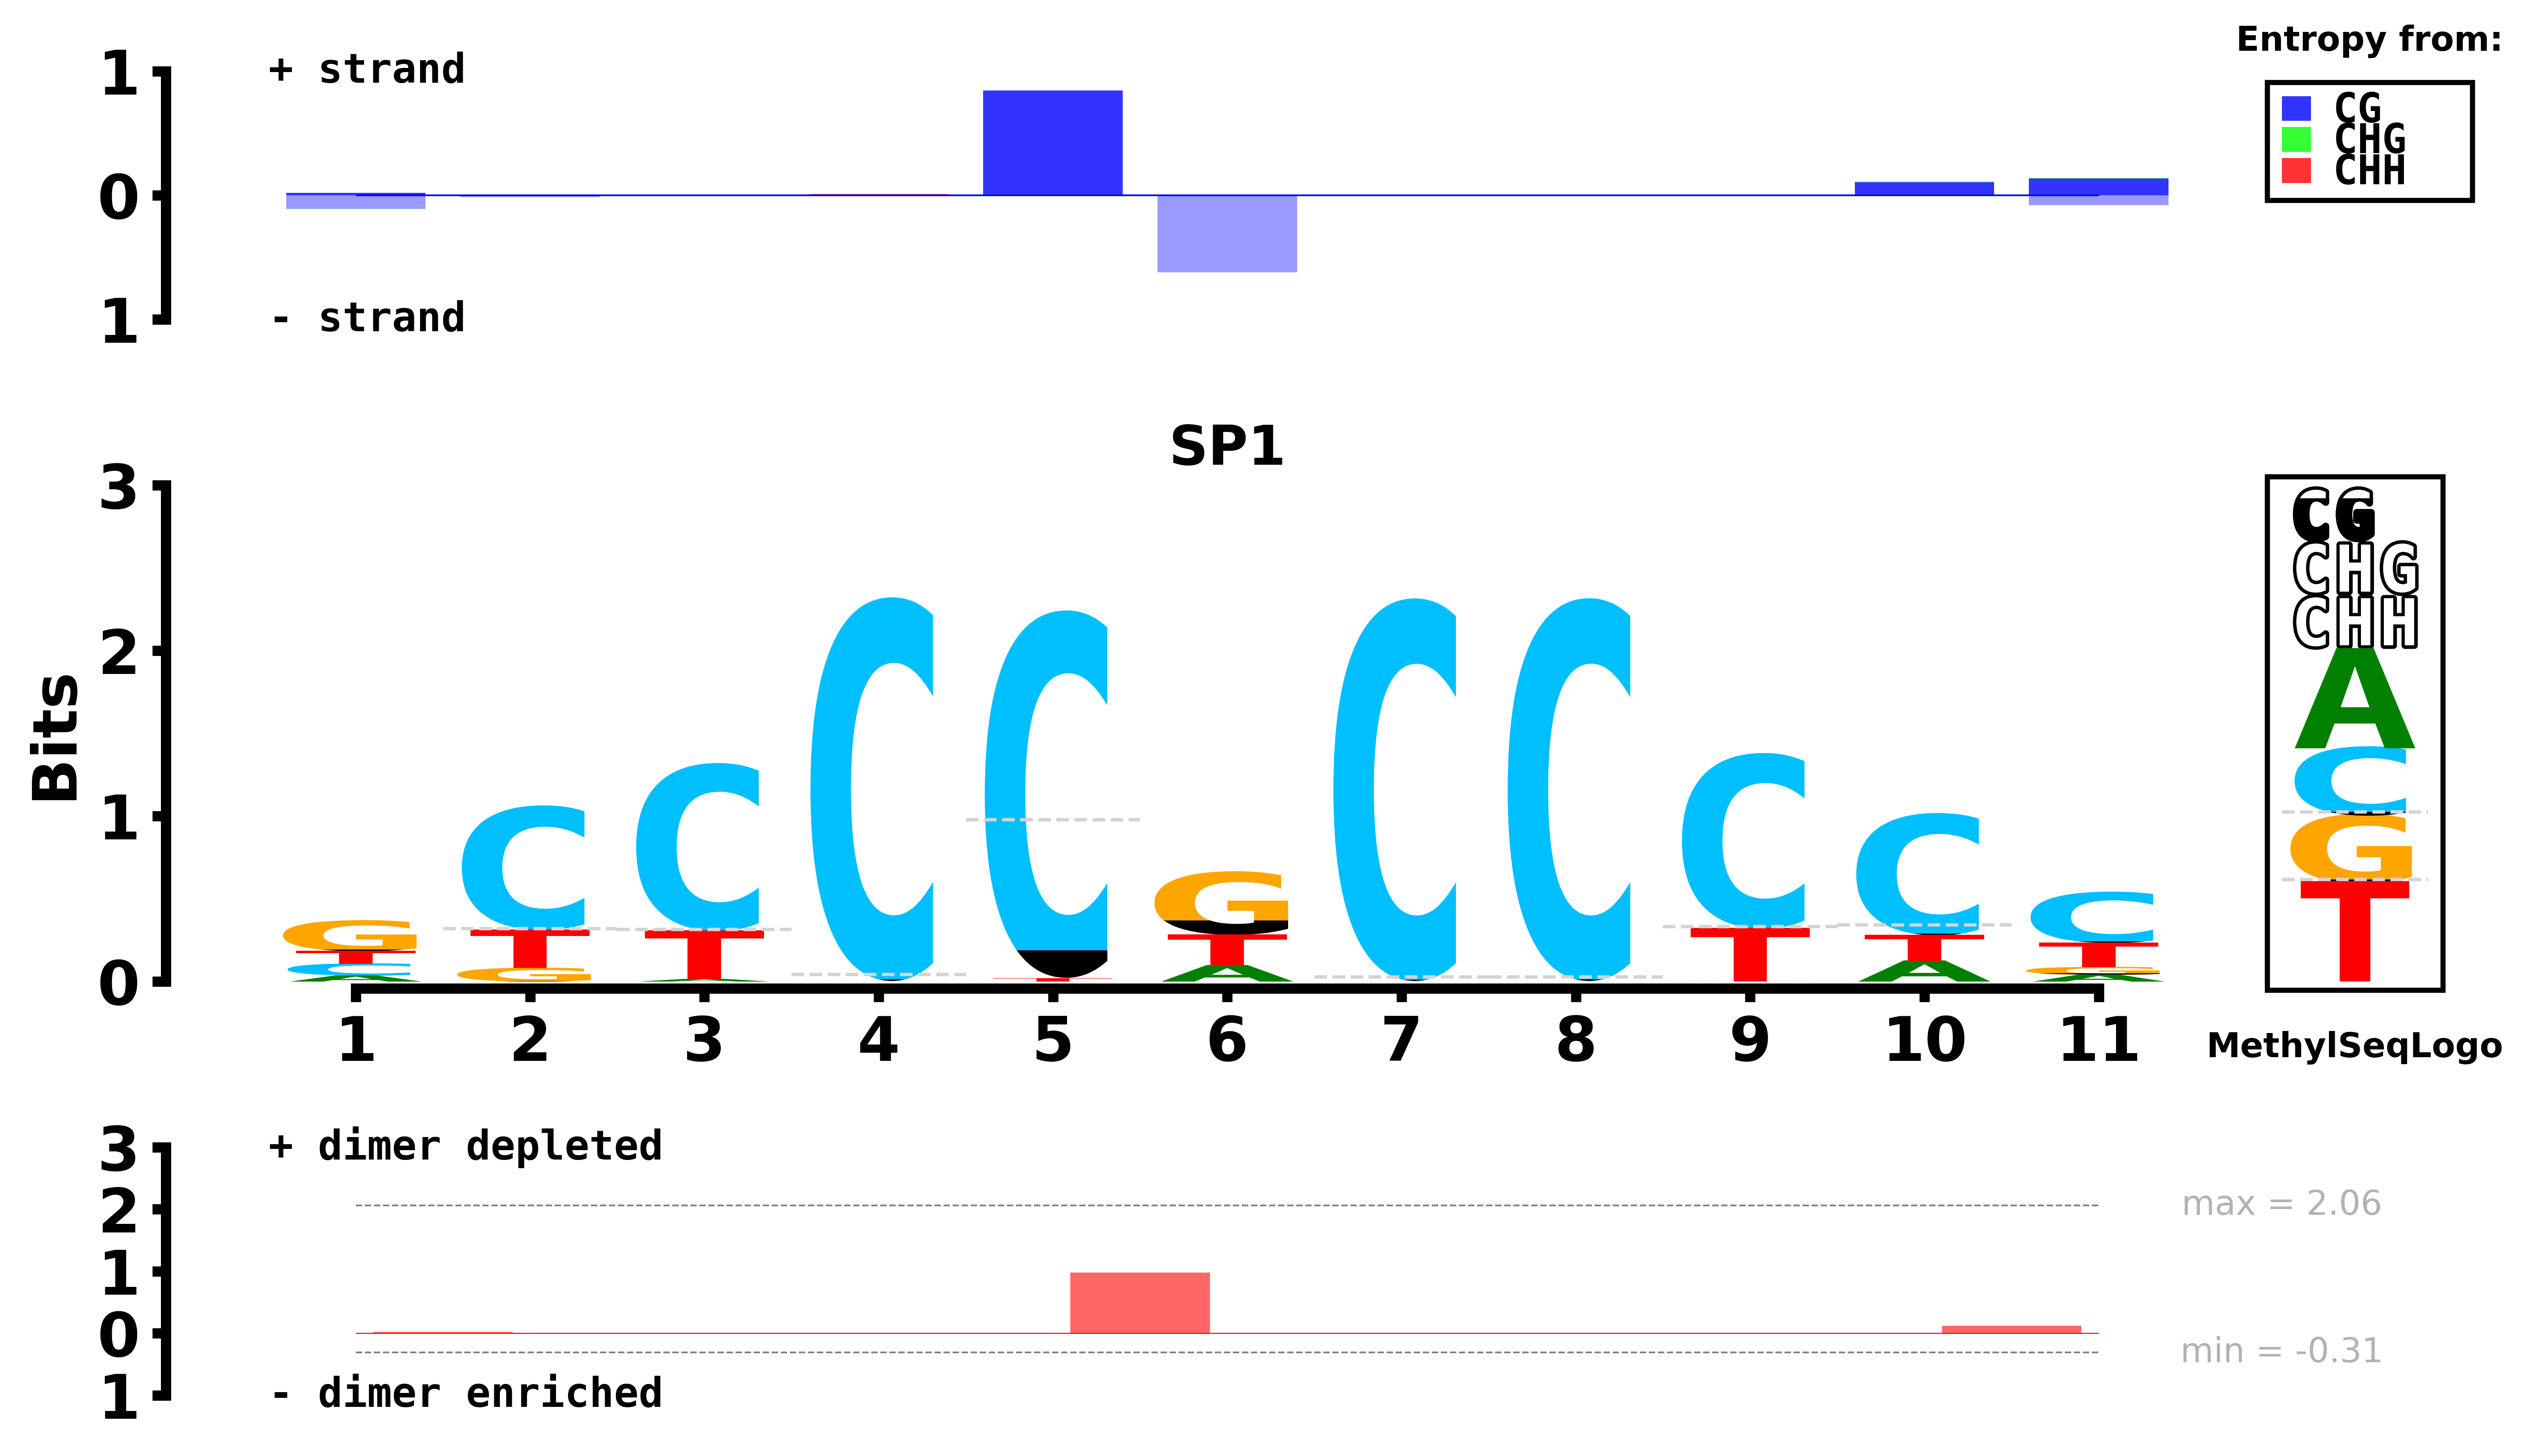 Entropy from:
CG
CHG
CHH
1
0
1
+ strand
- strand
SP1
Bits
3
2
1
0
G T C A
C T G
C T A
C
C T
G T A
C
C
C T
C T A
C T G A
1 2 3 4 5 6 7 8 9 10 11
CG
CHG
CHH
A
C
G
T
MethylSeqLogo
3
2
1
0
1
+ dimer depleted
- dimer enriched
max = 2.06
min = -0.31